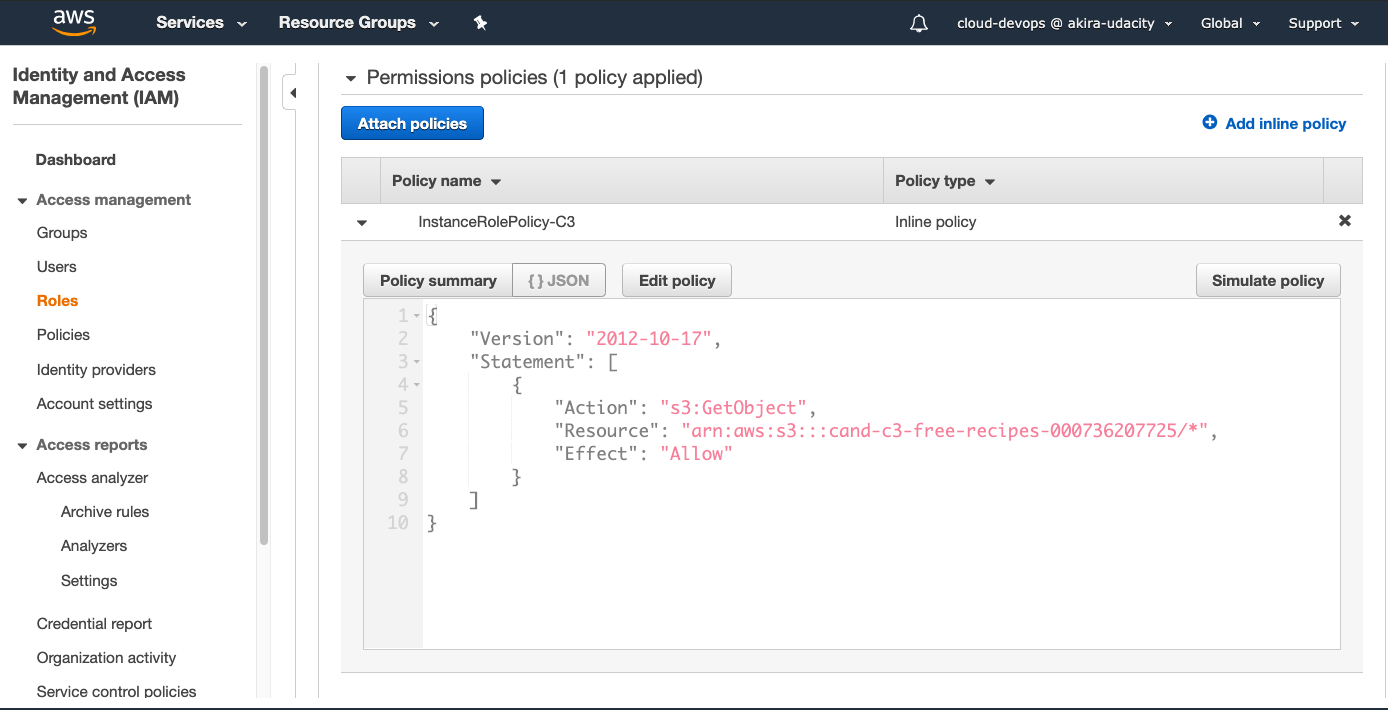 aws Services Resource Groups cloud-devops @ akira-udacity Global Support
Identity and Access
Management (IAM)
Dashboard
Access management
Groups
Users
Roles
Policies
Identity providers
Account settings
Access reports
Access analyzer
Archive rules
Analyzers
Settings
Credential report
Organization activity
Service control policies
Permissions policies (1 policy applied)
Attach policies Add inline policy
Policy name Policy type
InstanceRolePolicy-C3 Inline policy
Policy summary { } JSON Edit policy Simulate policy
1 {
2 "Version": "2012-10-17",
3 "Statement": [
4 {
5 "Action": "s3:GetObject",
6 "Resource": "arn:aws:s3:::cand-c3-free-recipes-000736207725/*",
7 "Effect": "Allow"
8 }
9 ]
10 }